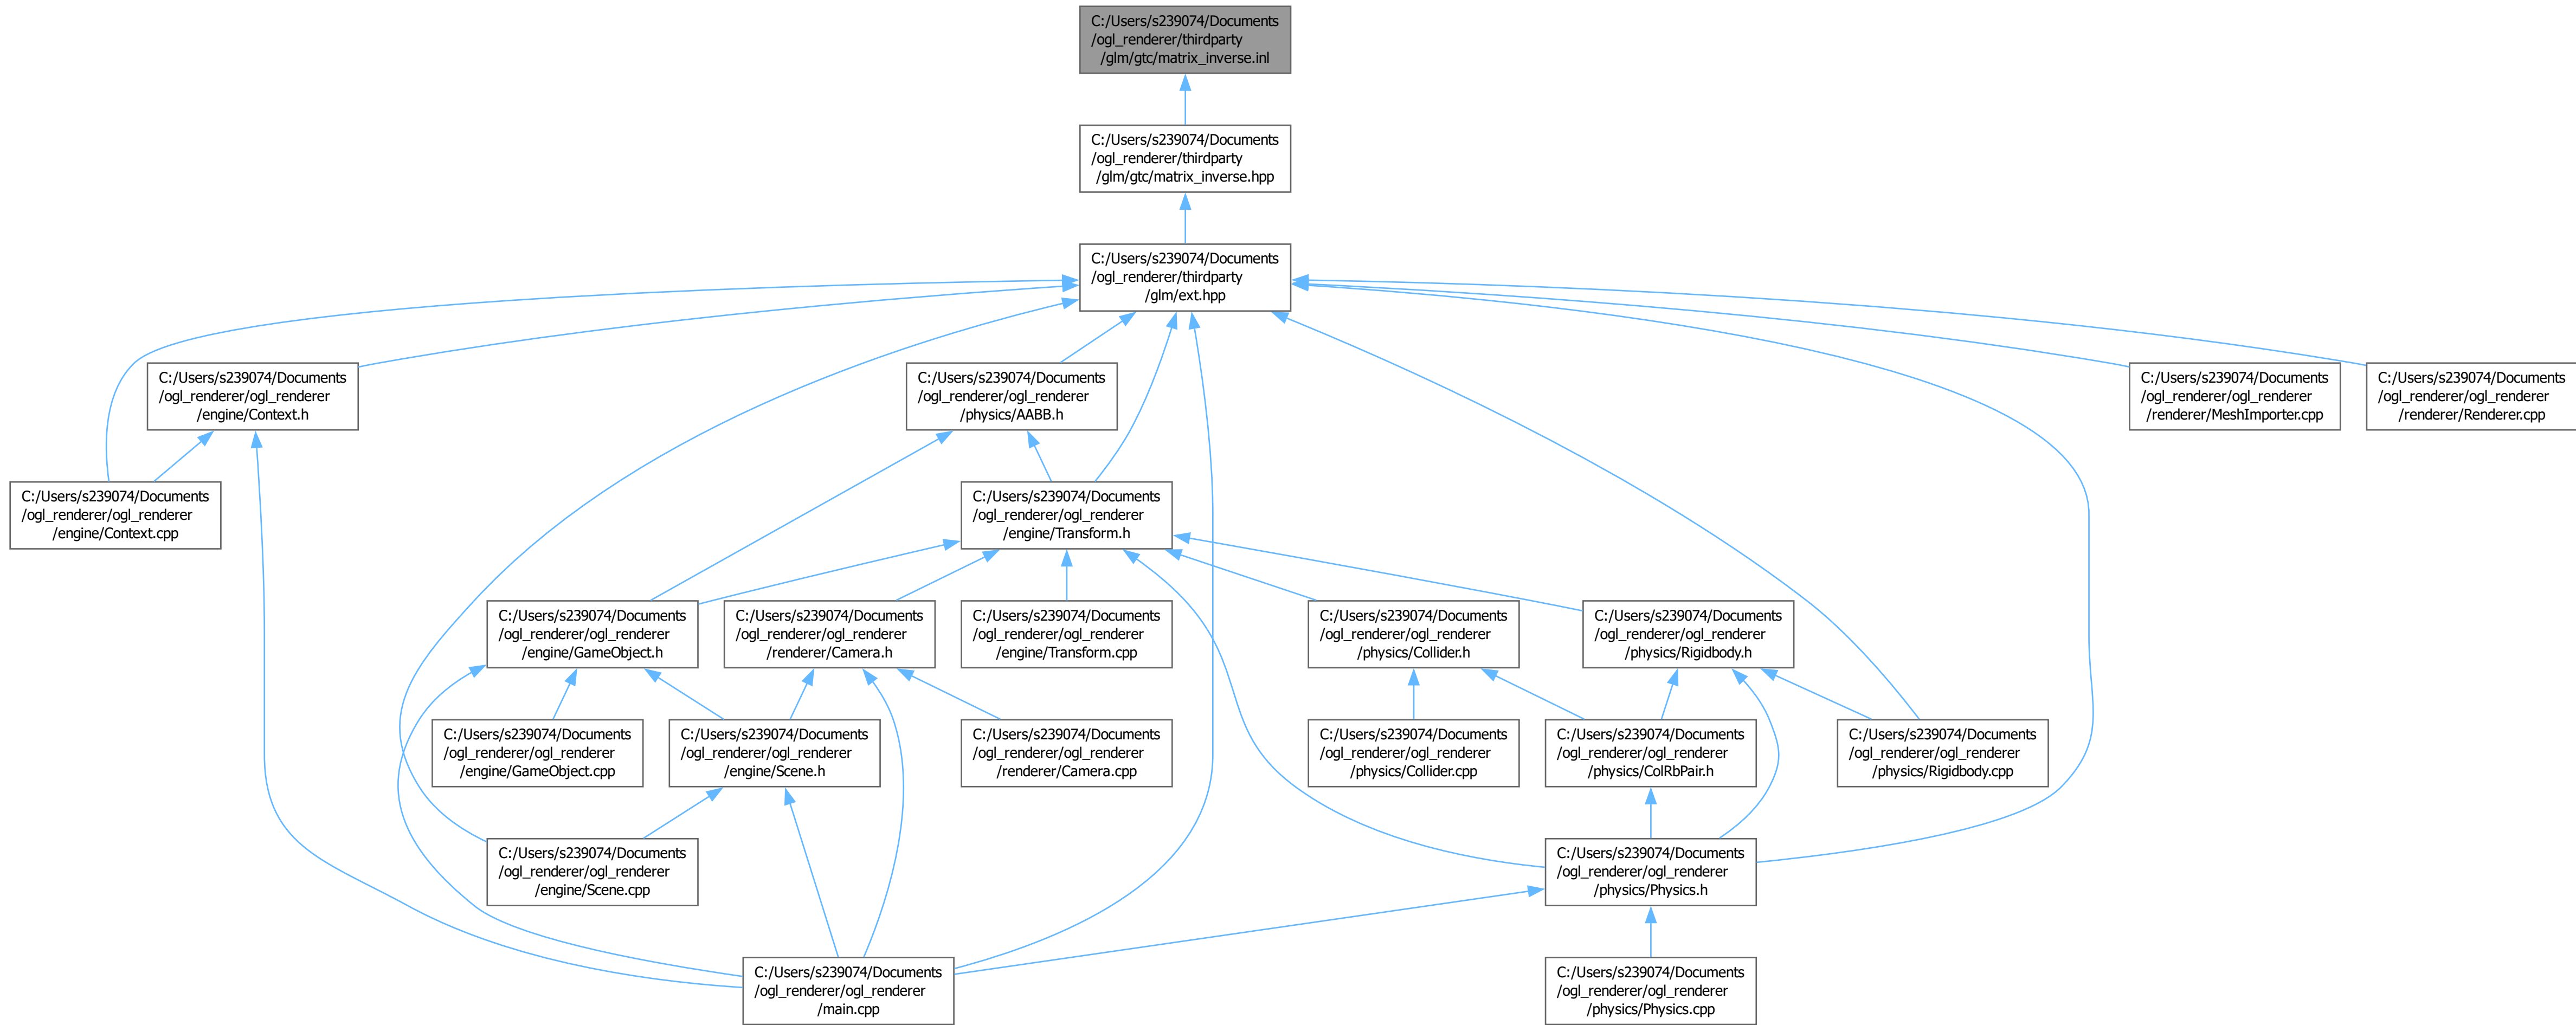 C:/Users/s239074/Documents
/ogl_renderer/thirdparty
/glm/gtc/matrix_inverse.inl
C:/Users/s239074/Documents
/ogl_renderer/thirdparty
/glm/gtc/matrix_inverse.hpp
C:/Users/s239074/Documents
/ogl_renderer/thirdparty
/glm/ext.hpp
C:/Users/s239074/Documents
/ogl_renderer/ogl_renderer
/engine/Context.h
C:/Users/s239074/Documents
/ogl_renderer/ogl_renderer
/physics/AABB.h
C:/Users/s239074/Documents
/ogl_renderer/ogl_renderer
/renderer/MeshImporter.cpp
C:/Users/s239074/Documents
/ogl_renderer/ogl_renderer
/renderer/Renderer.cpp
C:/Users/s239074/Documents
/ogl_renderer/ogl_renderer
/engine/Context.cpp
C:/Users/s239074/Documents
/ogl_renderer/ogl_renderer
/engine/Transform.h
C:/Users/s239074/Documents
/ogl_renderer/ogl_renderer
/engine/GameObject.h
C:/Users/s239074/Documents
/ogl_renderer/ogl_renderer
/renderer/Camera.h
C:/Users/s239074/Documents
/ogl_renderer/ogl_renderer
/engine/Transform.cpp
C:/Users/s239074/Documents
/ogl_renderer/ogl_renderer
/physics/Collider.h
C:/Users/s239074/Documents
/ogl_renderer/ogl_renderer
/physics/Rigidbody.h
C:/Users/s239074/Documents
/ogl_renderer/ogl_renderer
/engine/GameObject.cpp
C:/Users/s239074/Documents
/ogl_renderer/ogl_renderer
/engine/Scene.h
C:/Users/s239074/Documents
/ogl_renderer/ogl_renderer
/renderer/Camera.cpp
C:/Users/s239074/Documents
/ogl_renderer/ogl_renderer
/physics/Collider.cpp
C:/Users/s239074/Documents
/ogl_renderer/ogl_renderer
/physics/ColRbPair.h
C:/Users/s239074/Documents
/ogl_renderer/ogl_renderer
/physics/Rigidbody.cpp
C:/Users/s239074/Documents
/ogl_renderer/ogl_renderer
/engine/Scene.cpp
C:/Users/s239074/Documents
/ogl_renderer/ogl_renderer
/physics/Physics.h
C:/Users/s239074/Documents
/ogl_renderer/ogl_renderer
/main.cpp
C:/Users/s239074/Documents
/ogl_renderer/ogl_renderer
/physics/Physics.cpp